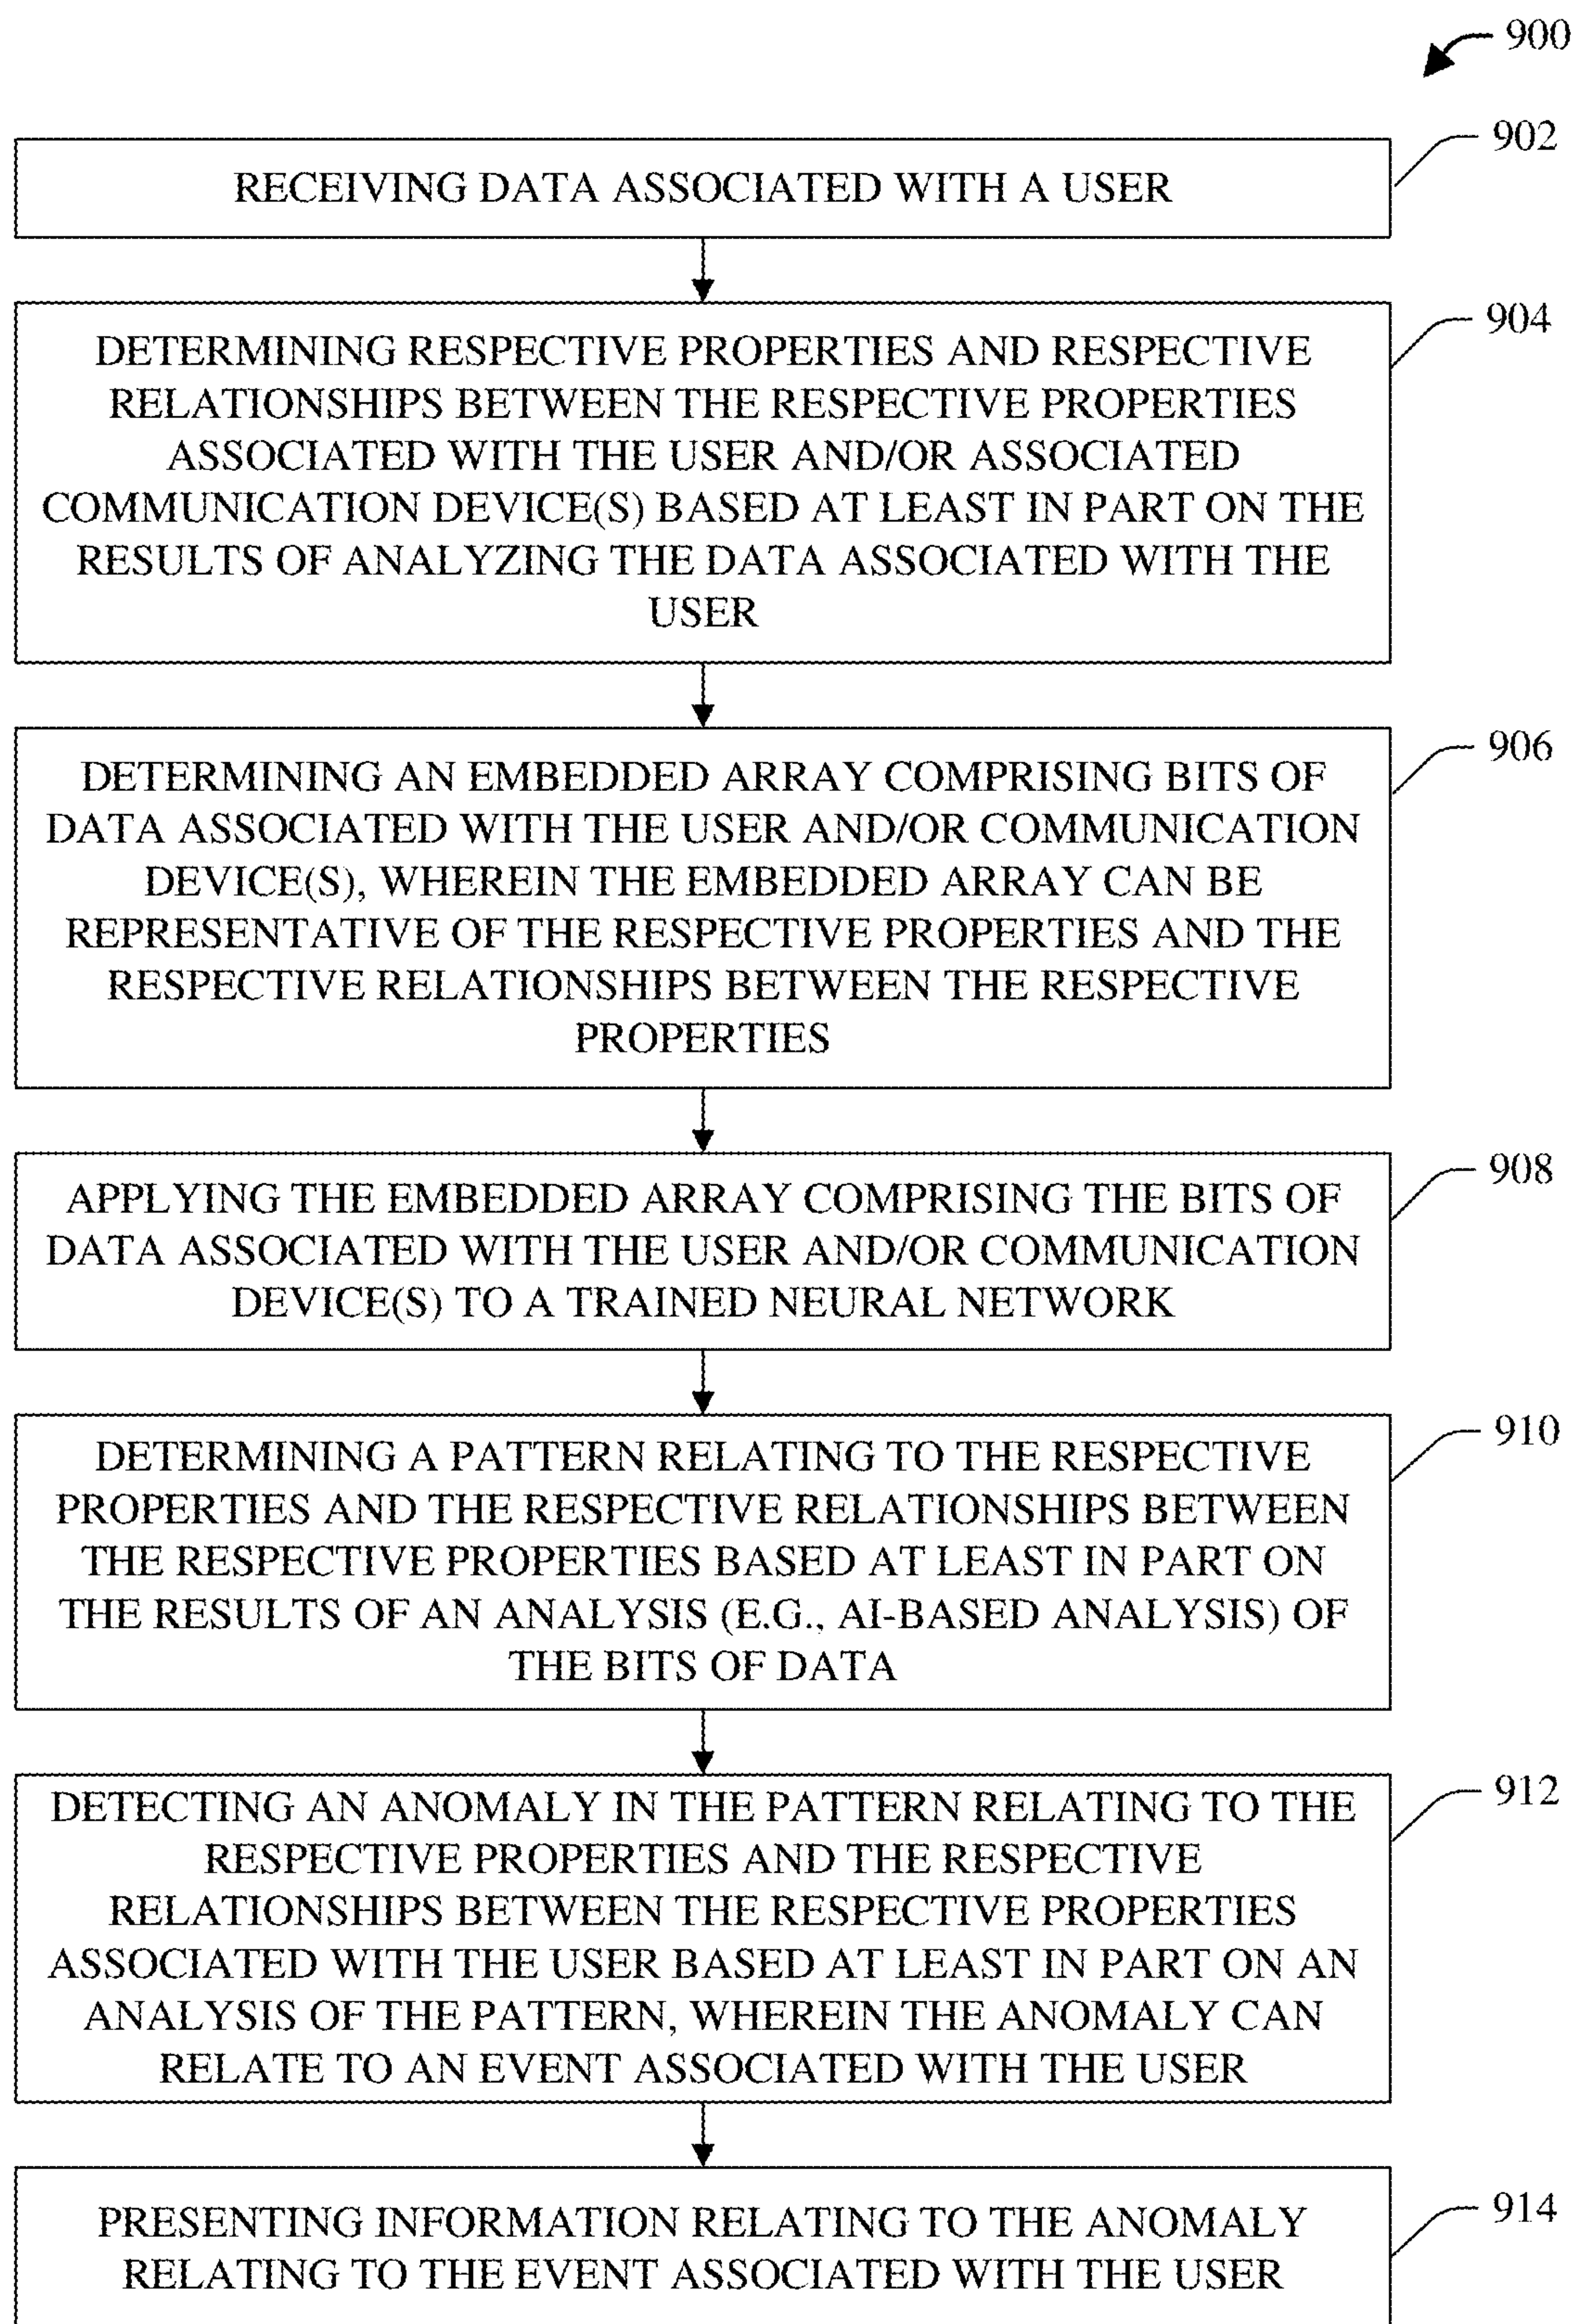 900
902
RECEIVING DATA ASSOCIATED WITH A USER
904
DETERMINING RESPECTIVE PROPERTIES AND RESPECTIVE
RELATIONSHIPS BETWEEN THE RESPECTIVE PROPERTIES
ASSOCIATED WITH THE USER AND/OR ASSOCIATED
COMMUNICATION DEVICE(S) BASED AT LEAST IN PART ON THE
RESULTS OF ANALYZING THE DATA ASSOCIATED WITH THE
USER
906
DETERMINING AN EMBEDDED ARRAY COMPRISING BITS OF
DATA ASSOCIATED WITH THE USER AND/OR COMMUNICATION
DEVICE(S), WHEREIN THE EMBEDDED ARRAY CAN BE
REPRESENTATIVE OF THE RESPECTIVE PROPERTIES AND THE
RESPECTIVE RELATIONSHIPS BETWEEN THE RESPECTIVE
PROPERTIES
908
APPLYING THE EMBEDDED ARRAY COMPRISING THE BITS OF
DATA ASSOCIATED WITH THE USER AND/OR COMMUNICATION
DEVICE(S) TO A TRAINED NEURAL NETWORK
910
DETERMINING A PATTERN RELATING TO THE RESPECTIVE
PROPERTIES AND THE RESPECTIVE RELATIONSHIPS BETWEEN
THE RESPECTIVE PROPERTIES BASED AT LEAST IN PART ON
THE RESULTS OF AN ANALYSIS (E.G., AI-BASED ANALYSIS) OF
THE BITS OF DATA
912
DETECTING AN ANOMALY IN THE PATTERN RELATING TO THE
RESPECTIVE PROPERTIES AND THE RESPECTIVE
RELATIONSHIPS BETWEEN THE RESPECTIVE PROPERTIES
ASSOCIATED WITH THE USER BASED AT LEAST IN PART ON AN
ANALYSIS OF THE PATTERN, WHEREIN THE ANOMALY CAN
RELATE TO AN EVENT ASSOCIATED WITH THE USER
914
PRESENTING INFORMATION RELATING TO THE ANOMALY
RELATING TO THE EVENT ASSOCIATED WITH THE USER